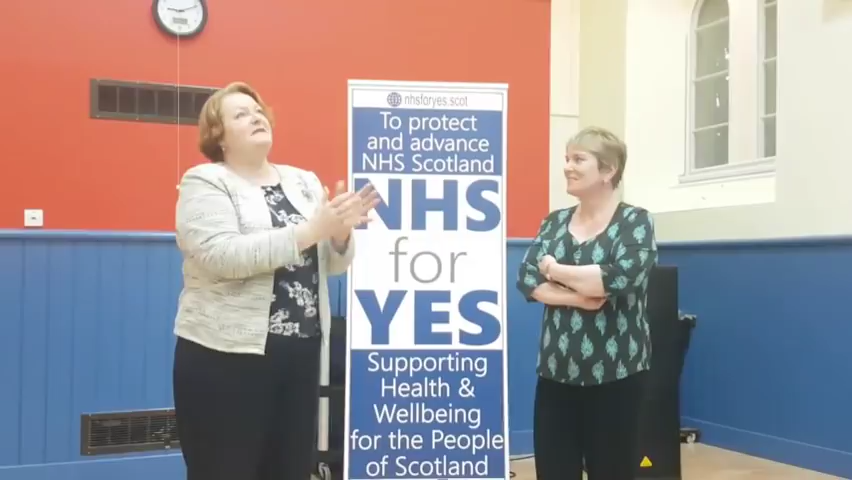 nhsforyes.scot
To protect
and advance
NHS Scotland
NHS
for
YES
Supporting
Health &
Wellbeing
for the People
of Scotland